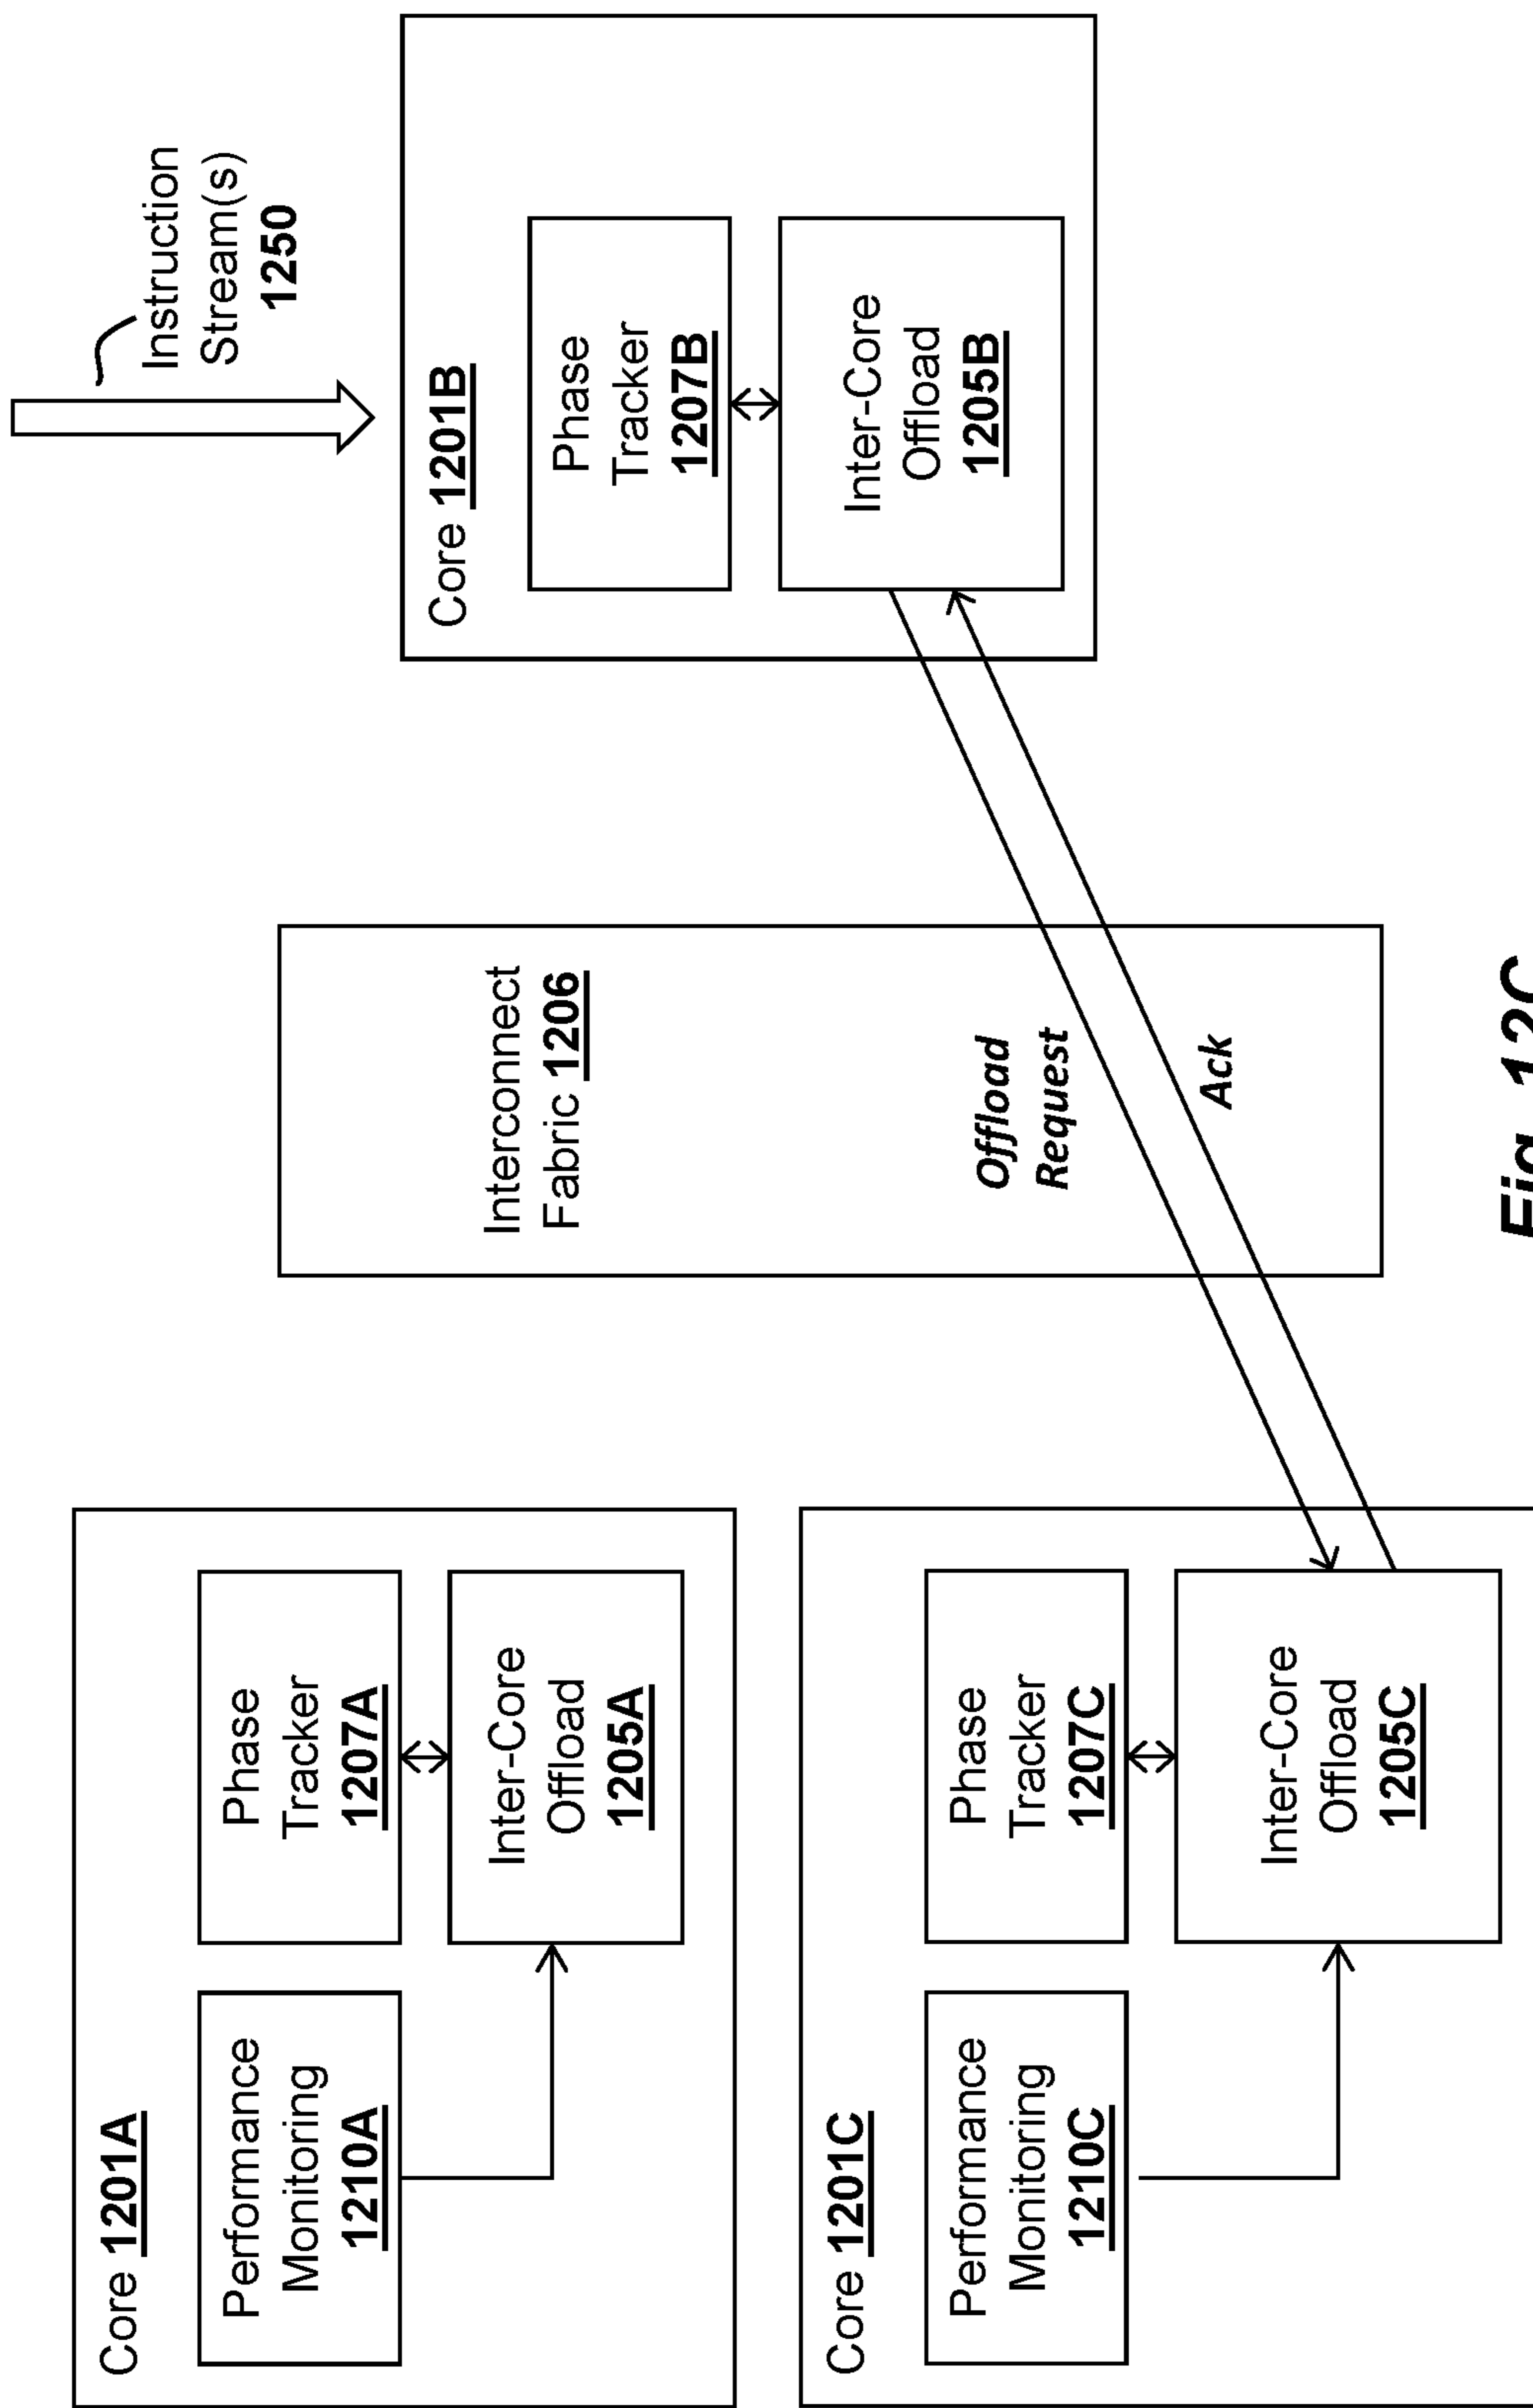 Core 1201A
Performance
Monitoring
1210A
Phase
Tracker
1207A
Inter-Core
Offload
1205A
Core 1201C
Performance
Monitoring
1210C
Phase
Tracker
1207C
Inter-Core
Offload
1205C
Interconnect
Fabric 1206
Offload
Request
Ack
Instruction
Stream(s)
1250
Core 1201B
Phase
Tracker
1207B
Inter-Core
Offload
1205B
Fig. 12C